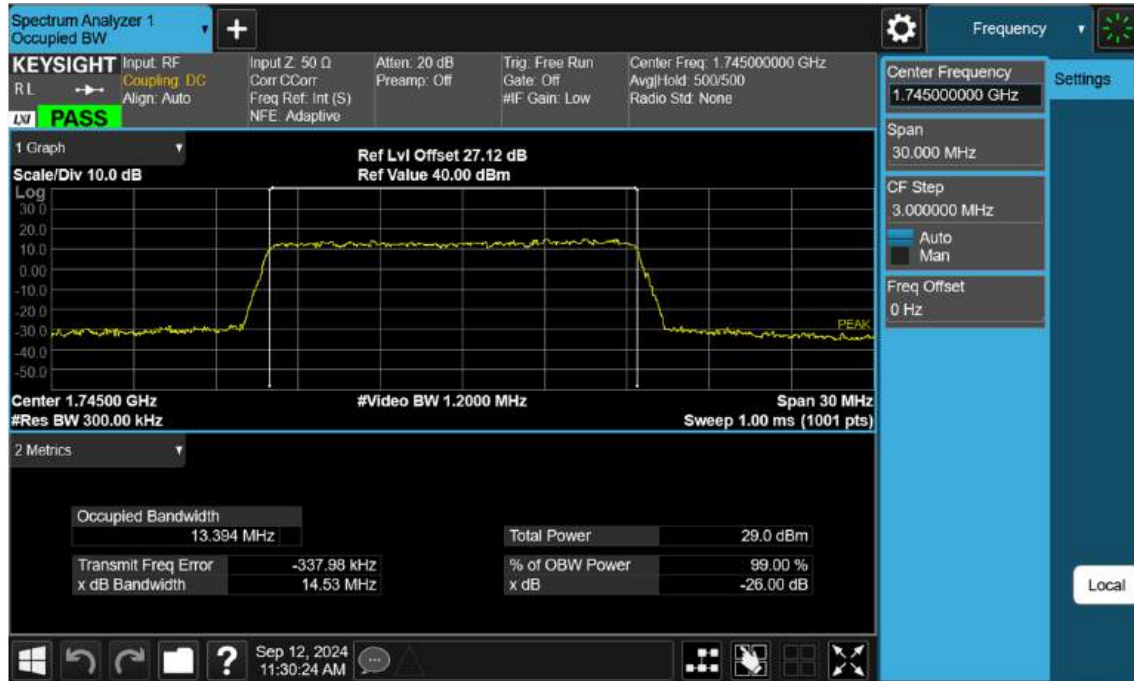 Spectrum Analyzer 1
Occupied BW
+
Frequency
KEYSIGHT
RL
LXI PASS
Input: RF
Coupling: DC
Align: Auto
Input Z: 50 Ω
Corr CCorr
Freq Ref: Int (S)
NFE: Adaptive
Atten: 20 dB
Preamp: Off
Trig: Free Run
Gate: Off
#IF Gain: Low
Center Freq: 1.745000000 GHz
Avg|Hold: 500/500
Radio Std: None
1 Graph
Scale/Div 10.0 dB
Ref Lvl Offset 27.12 dB
Ref Value 40.00 dBm
Log
30.0
20.0
10.0
0.00
-10.0
-20.0
-30.0
-40.0
-50.0
PEAK
Center 1.74500 GHz
#Video BW 1.2000 MHz
Span 30 MHz
#Res BW 300.00 kHz
Sweep 1.00 ms (1001 pts)
2 Metrics
Occupied Bandwidth
13.394 MHz
Total Power 29.0 dBm
Transmit Freq Error -337.98 kHz
% of OBW Power 99.00 %
x dB Bandwidth 14.53 MHz
x dB -26.00 dB
Center Frequency
1.745000000 GHz
Settings
Span
30.000 MHz
CF Step
3.000000 MHz
Auto
Man
Freq Offset
0 Hz
Local
?
Sep 12, 2024
11:30:24 AM